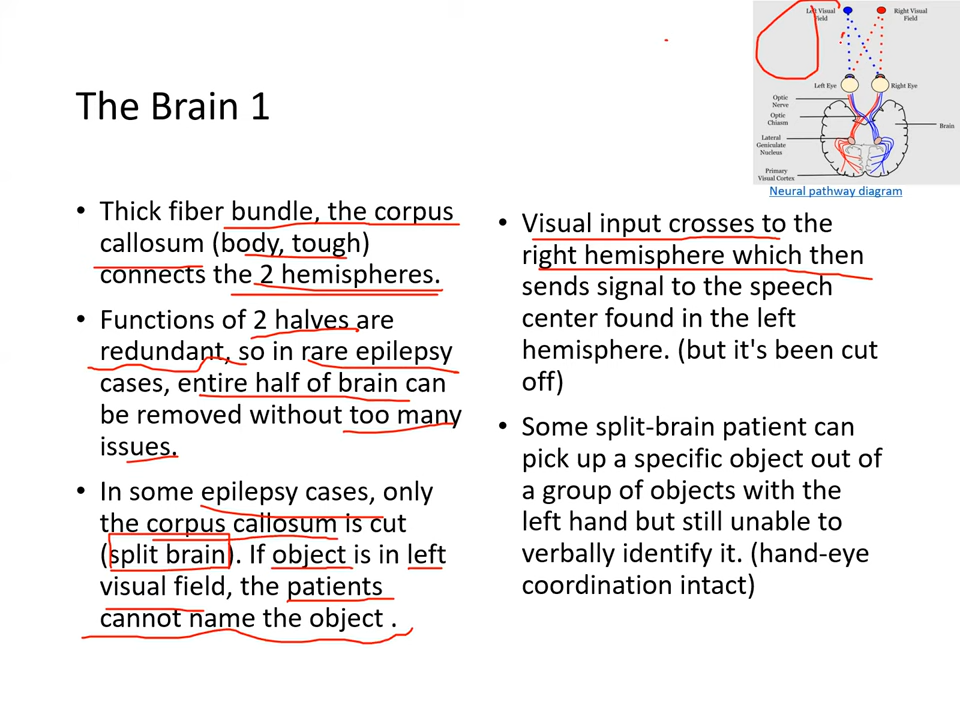 The Brain 1
• Thick fiber bundle, the corpus
callosum (body, tough)
connects the 2 hemispheres.
• Functions of 2 halves are
redundant, so in rare epilepsy
cases, entire half of brain can
be removed without too many
issues.
• In some epilepsy cases, only
the corpus callosum is cut
(split brain). If object is in left
visual field, the patients
cannot name the object .
Left Visual
Field
Right Visual
Field
Left Eye
Right Eye
Optic
Nerve
Optic
Chiasm
Brain
Lateral
Geniculate
Nucleus
Primary
Visual Cortex
Neural pathway diagram
• Visual input crosses to the
right hemisphere which then
sends signal to the speech
center found in the left
hemisphere. (but it's been cut
off)
• Some split-brain patient can
pick up a specific object out of
a group of objects with the
left hand but still unable to
verbally identify it. (hand-eye
coordination intact)